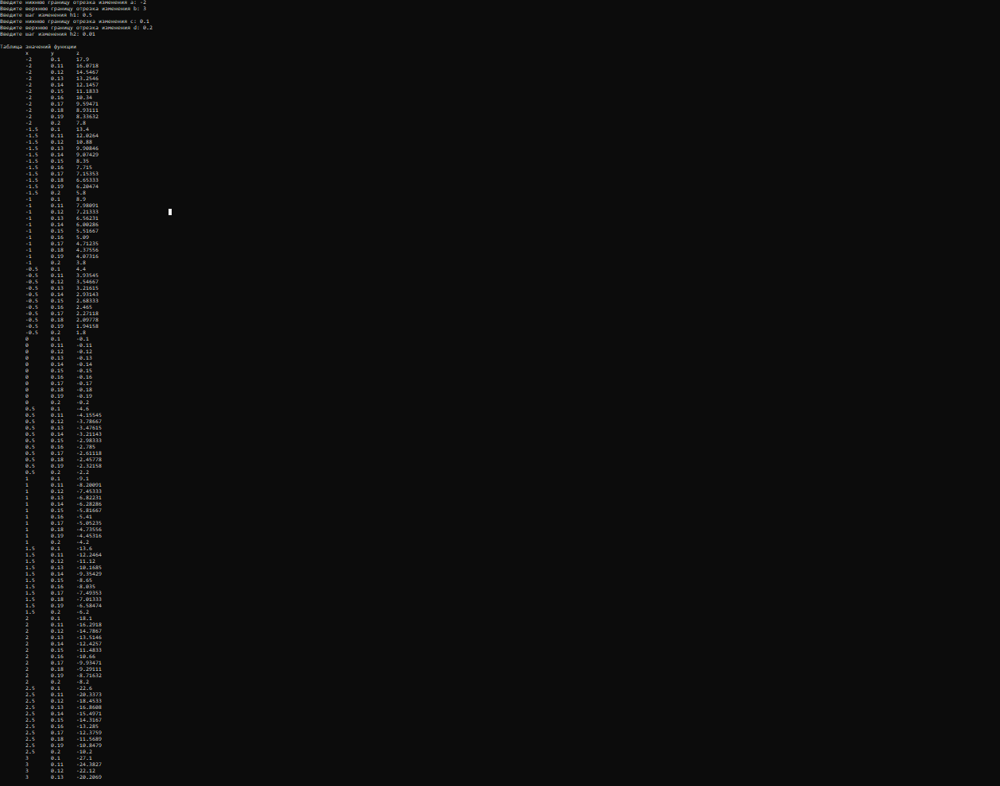 Введите нижнюю границу отрезка изменения a: -2
Введите верхнюю границу отрезка изменения b: 3
Введите шаг изменения h1: 0.5
Введите нижнюю границу отрезка изменения c: 0.1
Введите верхнюю границу отрезка изменения d: 0.2
Введите шаг изменения h2: 0.01
Таблица значений функции
x y z
-2 0.1 17.9
-2 0.11 16.0718
-2 0.12 14.5467
-2 0.13 13.2546
-2 0.14 12.1457
-2 0.15 11.1833
-2 0.16 10.34
-2 0.17 9.59471
-2 0.18 8.93111
-2 0.19 8.33632
-2 0.2 7.8
-1.5 0.1 13.4
-1.5 0.11 12.0264
-1.5 0.12 10.88
-1.5 0.13 9.90846
-1.5 0.14 9.07429
-1.5 0.15 8.35
-1.5 0.16 7.715
-1.5 0.17 7.15353
-1.5 0.18 6.65333
-1.5 0.19 6.20474
-1.5 0.2 5.8
-1 0.1 8.9
-1 0.11 7.98091
-1 0.12 7.21333
-1 0.13 6.56231
-1 0.14 6.00286
-1 0.15 5.51667
-1 0.16 5.09
-1 0.17 4.71235
-1 0.18 4.37556
-1 0.19 4.07316
-1 0.2 3.8
-0.5 0.1 4.4
-0.5 0.11 3.93545
-0.5 0.12 3.54667
-0.5 0.13 3.21615
-0.5 0.14 2.93143
-0.5 0.15 2.68333
-0.5 0.16 2.465
-0.5 0.17 2.27118
-0.5 0.18 2.09778
-0.5 0.19 1.94158
-0.5 0.2 1.8
0 0.1 -0.1
0 0.11 -0.11
0 0.12 -0.12
0 0.13 -0.13
0 0.14 -0.14
0 0.15 -0.15
0 0.16 -0.16
0 0.17 -0.17
0 0.18 -0.18
0 0.19 -0.19
0 0.2 -0.2
0.5 0.1 -4.6
0.5 0.11 -4.15545
0.5 0.12 -3.78667
0.5 0.13 -3.47615
0.5 0.14 -3.21143
0.5 0.15 -2.98333
0.5 0.16 -2.785
0.5 0.17 -2.61118
0.5 0.18 -2.45778
0.5 0.19 -2.32158
0.5 0.2 -2.2
1 0.1 -9.1
1 0.11 -8.20091
1 0.12 -7.45333
1 0.13 -6.82231
1 0.14 -6.28286
1 0.15 -5.81667
1 0.16 -5.41
1 0.17 -5.05235
1 0.18 -4.73556
1 0.19 -4.45316
1 0.2 -4.2
1.5 0.1 -13.6
1.5 0.11 -12.2464
1.5 0.12 -11.12
1.5 0.13 -10.1685
1.5 0.14 -9.35429
1.5 0.15 -8.65
1.5 0.16 -8.035
1.5 0.17 -7.49353
1.5 0.18 -7.01333
1.5 0.19 -6.58474
1.5 0.2 -6.2
2 0.1 -18.1
2 0.11 -16.2918
2 0.12 -14.7867
2 0.13 -13.5146
2 0.14 -12.4257
2 0.15 -11.4833
2 0.16 -10.66
2 0.17 -9.93471
2 0.18 -9.29111
2 0.19 -8.71632
2 0.2 -8.2
2.5 0.1 -22.6
2.5 0.11 -20.3373
2.5 0.12 -18.4533
2.5 0.13 -16.8608
2.5 0.14 -15.4971
2.5 0.15 -14.3167
2.5 0.16 -13.285
2.5 0.17 -12.3759
2.5 0.18 -11.5689
2.5 0.19 -10.8479
2.5 0.2 -10.2
3 0.1 -27.1
3 0.11 -24.3827
3 0.12 -22.12
3 0.13 -20.2069